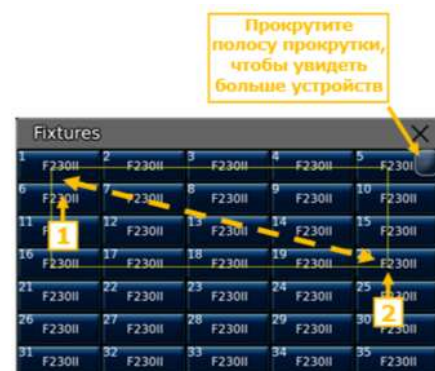 Прокрутите
полосу прокрутки,
чтобы увидеть
больше устройств
Fixtures
1 F230II 2 F230II 3 F230II 4 F230II 5 F230II
6 F230II 7 F230II 8 F230II 9 F230II 10 F230II
11 12 F230II 13 F230II 14 F230II 15 F230II
1
16 F230II 17 F230II 18 F230II 19 F230II F230II
21 F230II 22 F230II 23 F230II 24 F230II 25 F230II
2
26 F230II 27 F230II 28 F230II 29 F230II 30 F230II
31 F230II 32 F230II 33 F230II 34 F230II 35 F230II